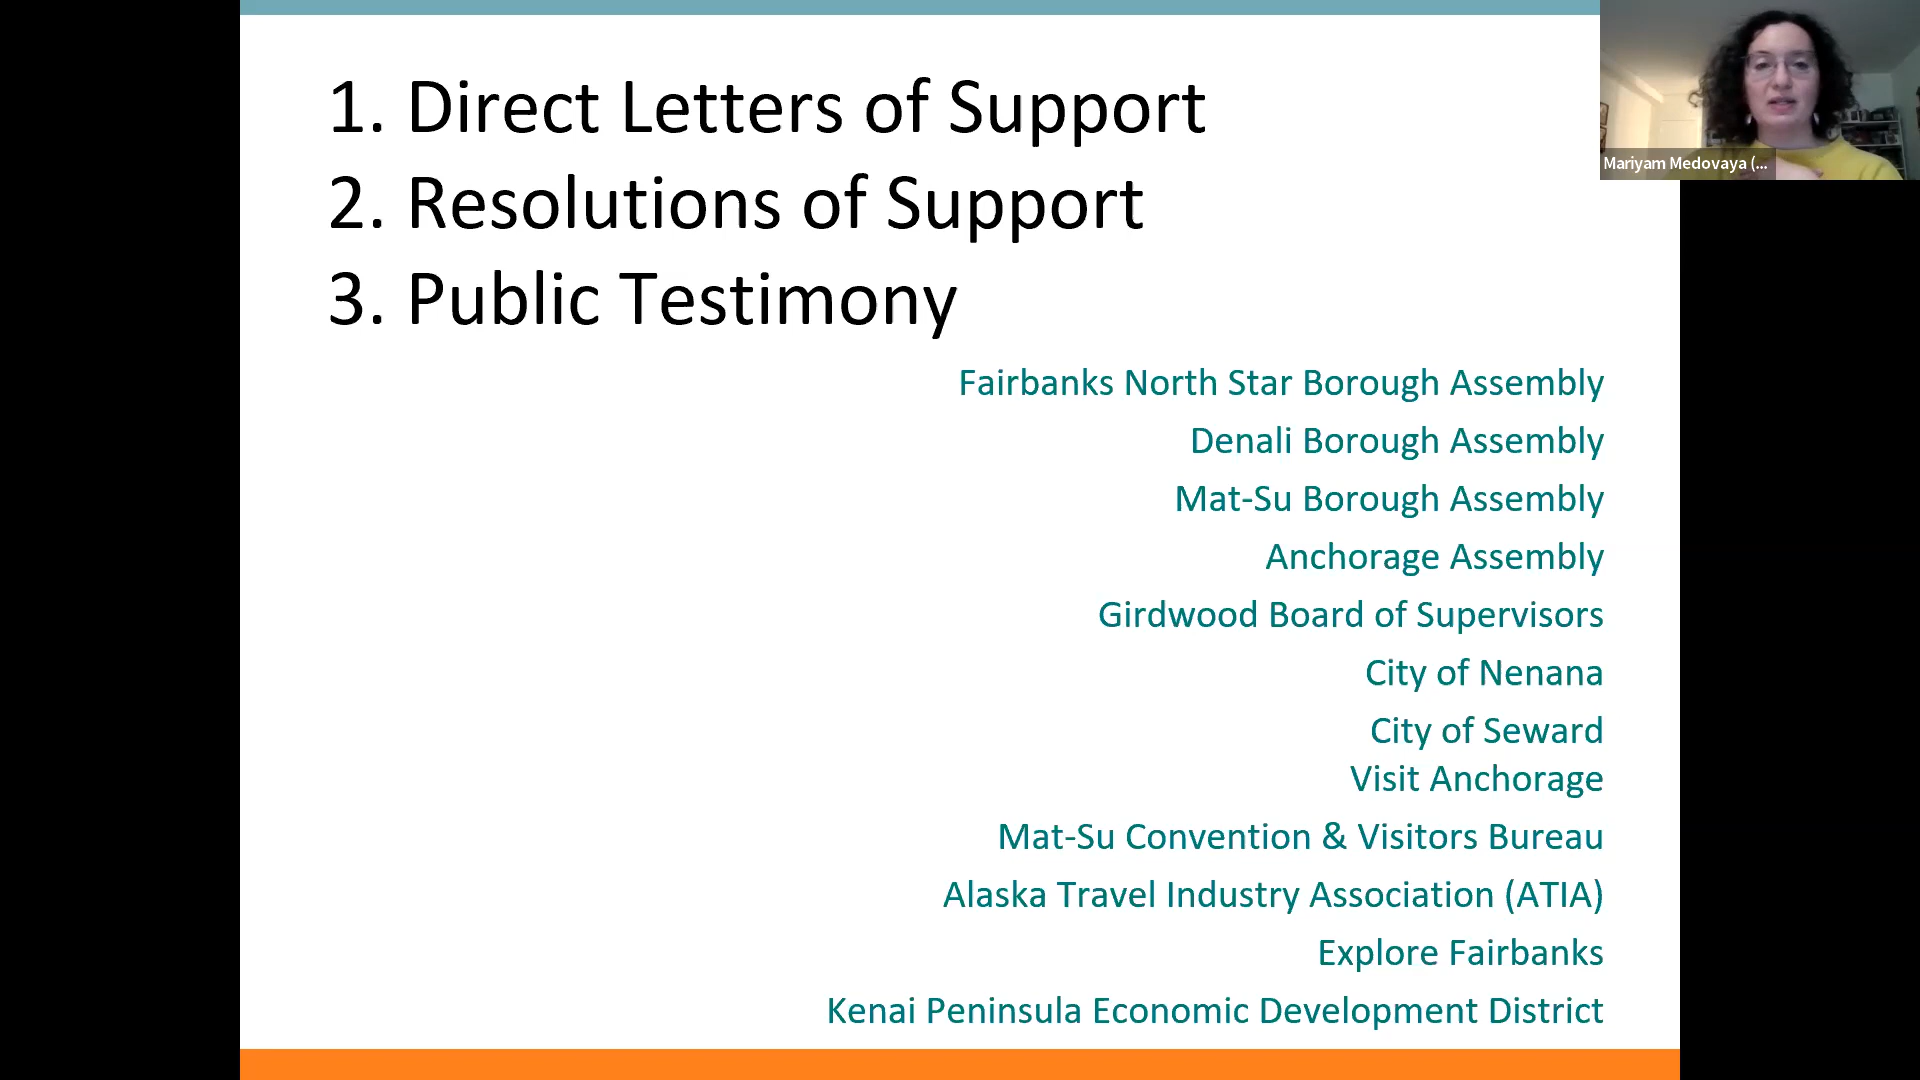 1. Direct Letters of Support
2. Resolutions of Support
3. Public Testimony
Fairbanks North Star Borough Assembly
Denali Borough Assembly
Mat-Su Borough Assembly
Anchorage Assembly
Girdwood Board of Supervisors
City of Nenana
City of Seward
Visit Anchorage
Mat-Su Convention & Visitors Bureau
Alaska Travel Industry Association (ATIA)
Explore Fairbanks
Kenai Peninsula Economic Development District
Mariyam Medovaya (...